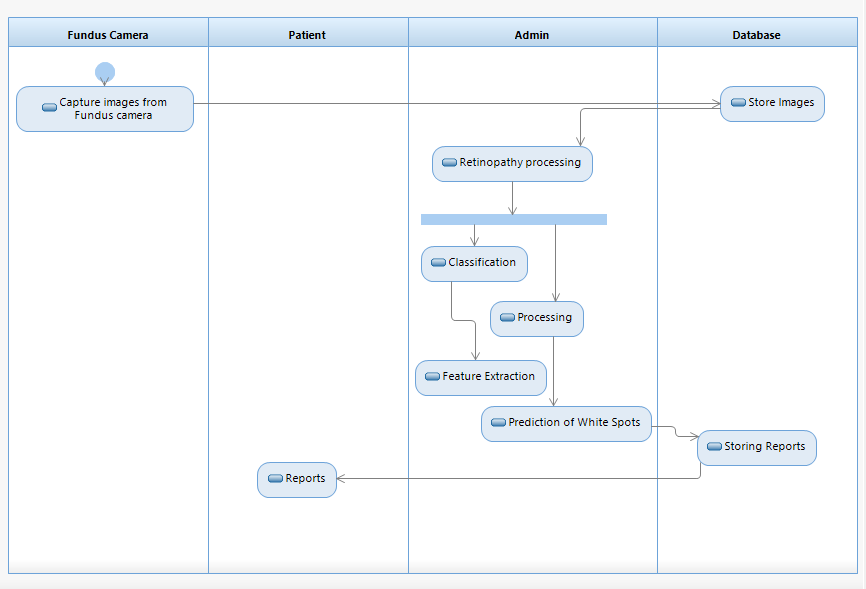 Fundus Camera
Patient
Admin
Database
Capture images from
Fundus camera
Store Images
Retinopathy processing
Classification
Processing
Feature Extraction
Prediction of White Spots
Storing Reports
Reports